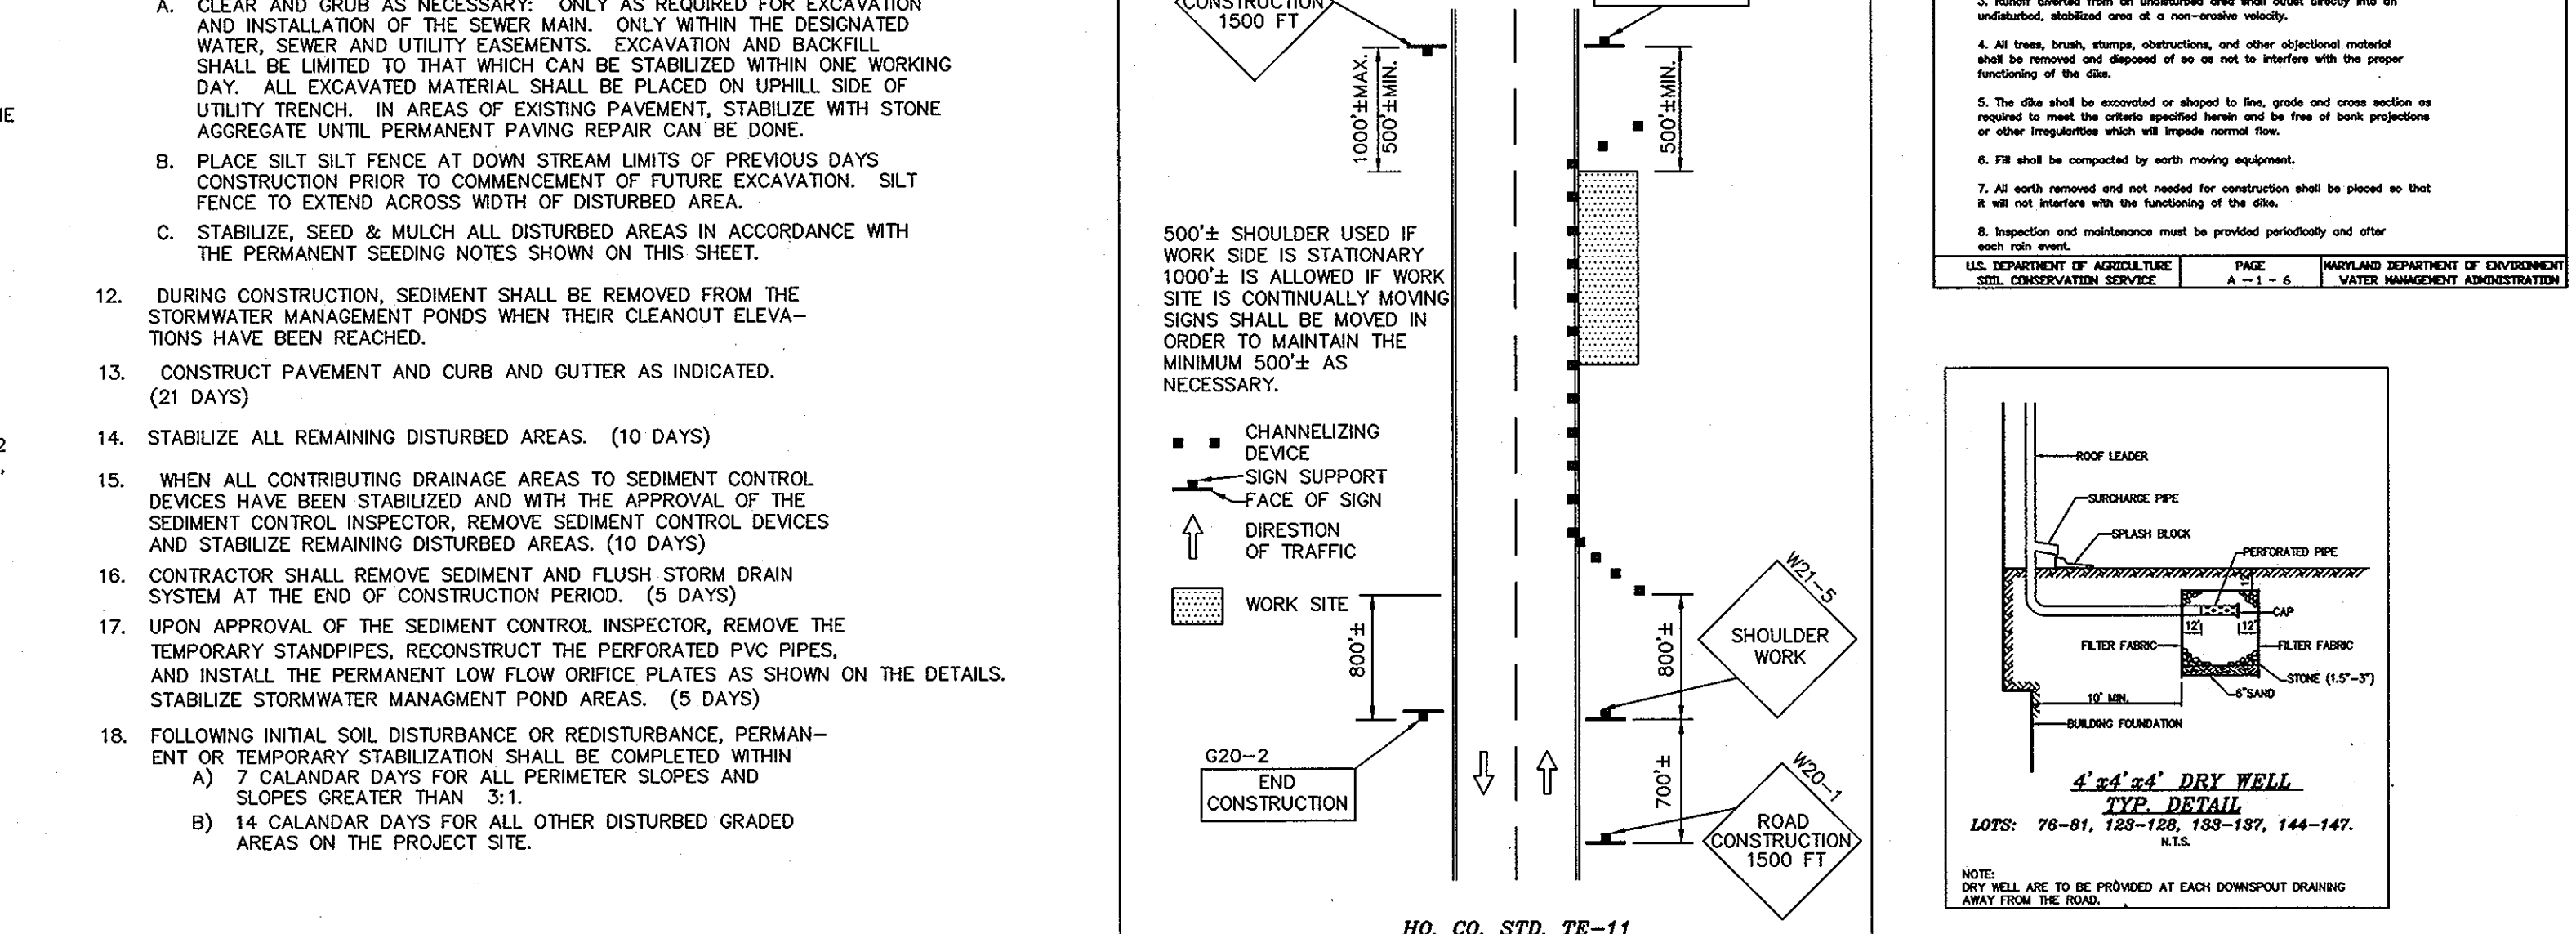 A. CLEAR AND GRUB AS NECESSARY: ONLY AS REQUIRED FOR EXCAVATION
AND INSTALLATION OF THE SEWER MAIN. ONLY WITHIN THE DESIGNATED
WATER, SEWER AND UTILITY EASEMENTS. EXCAVATION AND BACKFILL
SHALL BE LIMITED TO THAT WHICH CAN BE STABILIZED WITHIN ONE WORKING
DAY. ALL EXCAVATED MATERIAL SHALL BE PLACED ON UPHILL SIDE OF
UTILITY TRENCH. IN AREAS OF EXISTING PAVEMENT, STABILIZE WITH STONE
AGGREGATE UNTIL PERMANENT PAVING REPAIR CAN BE DONE.
B. PLACE SILT SILT FENCE AT DOWN STREAM LIMITS OF PREVIOUS DAYS
CONSTRUCTION PRIOR TO COMMENCEMENT OF FUTURE EXCAVATION. SILT
FENCE TO EXTEND ACROSS WIDTH OF DISTURBED AREA.
C. STABILIZE, SEED & MULCH ALL DISTURBED AREAS IN ACCORDANCE WITH
THE PERMANENT SEEDING NOTES SHOWN ON THIS SHEET.
12. DURING CONSTRUCTION, SEDIMENT SHALL BE REMOVED FROM THE
STORMWATER MANAGEMENT PONDS WHEN THEIR CLEANOUT ELEVA–
TIONS HAVE BEEN REACHED.
13. CONSTRUCT PAVEMENT AND CURB AND GUTTER AS INDICATED.
(21 DAYS)
14. STABILIZE ALL REMAINING DISTURBED AREAS. (10 DAYS)
15. WHEN ALL CONTRIBUTING DRAINAGE AREAS TO SEDIMENT CONTROL
DEVICES HAVE BEEN STABILIZED AND WITH THE APPROVAL OF THE
SEDIMENT CONTROL INSPECTOR, REMOVE SEDIMENT CONTROL DEVICES
AND STABILIZE REMAINING DISTURBED AREAS. (10 DAYS)
16. CONTRACTOR SHALL REMOVE SEDIMENT AND FLUSH STORM DRAIN
SYSTEM AT THE END OF CONSTRUCTION PERIOD. (5 DAYS)
17. UPON APPROVAL OF THE SEDIMENT CONTROL INSPECTOR, REMOVE THE
TEMPORARY STANDPIPES, RECONSTRUCT THE PERFORATED PVC PIPES,
AND INSTALL THE PERMANENT LOW FLOW ORIFICE PLATES AS SHOWN ON THE DETAILS.
STABILIZE STORMWATER MANAGMENT POND AREAS. (5 DAYS)
18. FOLLOWING INITIAL SOIL DISTURBANCE OR REDISTURBANCE, PERMAN–
ENT OR TEMPORARY STABILIZATION SHALL BE COMPLETED WITHIN
A) 7 CALANDAR DAYS FOR ALL PERIMETER SLOPES AND
SLOPES GREATER THAN 3:1.
B) 14 CALANDAR DAYS FOR ALL OTHER DISTURBED GRADED
AREAS ON THE PROJECT SITE.
CONSTRUCTION
1500 FT
1000'±MAX.
500'±MIN.
500'±MIN.
500'± SHOULDER USED IF
WORK SIDE IS STATIONARY
1000'± IS ALLOWED IF WORK
SITE IS CONTINUALLY MOVING
SIGNS SHALL BE MOVED IN
ORDER TO MAINTAIN THE
MINIMUM 500'± AS
NECESSARY.
CHANNELIZING
DEVICE
SIGN SUPPORT
FACE OF SIGN
DIRESTION
OF TRAFFIC
WORK SITE
800'±
800'±
700'±
W21–5
SHOULDER
WORK
G20–2
END
CONSTRUCTION
W20–1
ROAD
CONSTRUCTION
1500 FT
HO. CO. STD. TE–11
3. Runoff diverted from an undisturbed area shall outlet directly into an
undisturbed, stabilized area at a non-erosive velocity.
4. All trees, brush, stumps, obstructions, and other objectional material
shall be removed and disposed of so as not to interfere with the proper
functioning of the dike.
5. The dike shall be excavated or shaped to line, grade and cross section as
required to meet the criteria specified herein and be free of bank projections
or other irregularities which will impede normal flow.
6. Fill shall be compacted by earth moving equipment.
7. All earth removed and not needed for construction shall be placed so that
it will not interfere with the functioning of the dike.
8. Inspection and maintenance must be provided periodically and after
each rain event.
U.S. DEPARTMENT OF AGRICULTURE
SOIL CONSERVATION SERVICE
PAGE
A – 1 – 6
MARYLAND DEPARTMENT OF ENVIRONMENT
WATER MANAGEMENT ADMINISTRATION
ROOF LEADER
SURCHARGE PIPE
SPLASH BLOCK
PERFORATED PIPE
12"
CAP
12"
12"
FILTER FABRIC
FILTER FABRIC
STONE (1.5"–3")
6"SAND
10' MIN.
BUILDING FOUNDATION
4'x4'x4' DRY WELL
TYP. DETAIL
LOTS: 76–81, 123–128, 133–137, 144–147.
N.T.S.
NOTE:
DRY WELL ARE TO BE PROVIDED AT EACH DOWNSPOUT DRAINING
AWAY FROM THE ROAD.